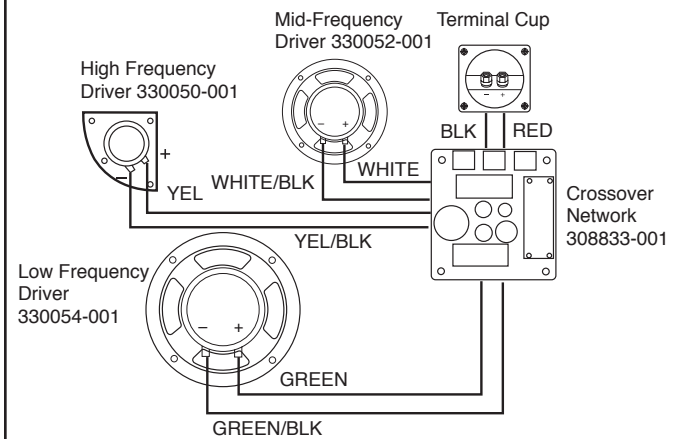 Mid-Frequency
Driver 330052-001
Terminal Cup
High Frequency
Driver 330050-001
– +
BLK RED
– +
+
–
WHITE
WHITE/BLK
YEL
YEL/BLK
Crossover
Network
308833-001
Low Frequency
Driver
330054-001
– +
GREEN
GREEN/BLK